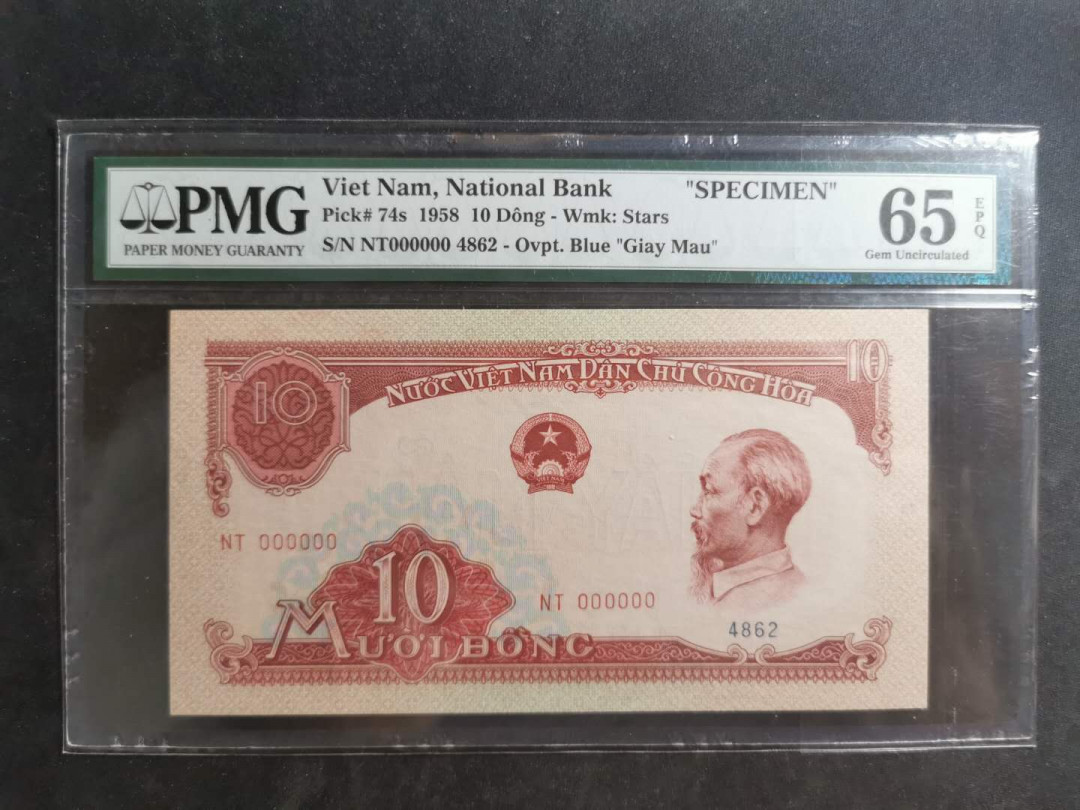 PMG
PAPER MONEY GUARANTY
Viet Nam, National Bank "SPECIMEN"
Pick# 74s 1958 10 Dông - Wmk: Stars
S/N NT000000 4862 - Ovpt. Blue "Giay Mau"
65
EPQ
Gem Uncirculated
NƯỚC VIỆT NAM DÂN CHỦ CỘNG HÒA
10
10
VIỆT NAM
NT 000000
10
NT 000000
4862
MƯỜI ĐỒNG